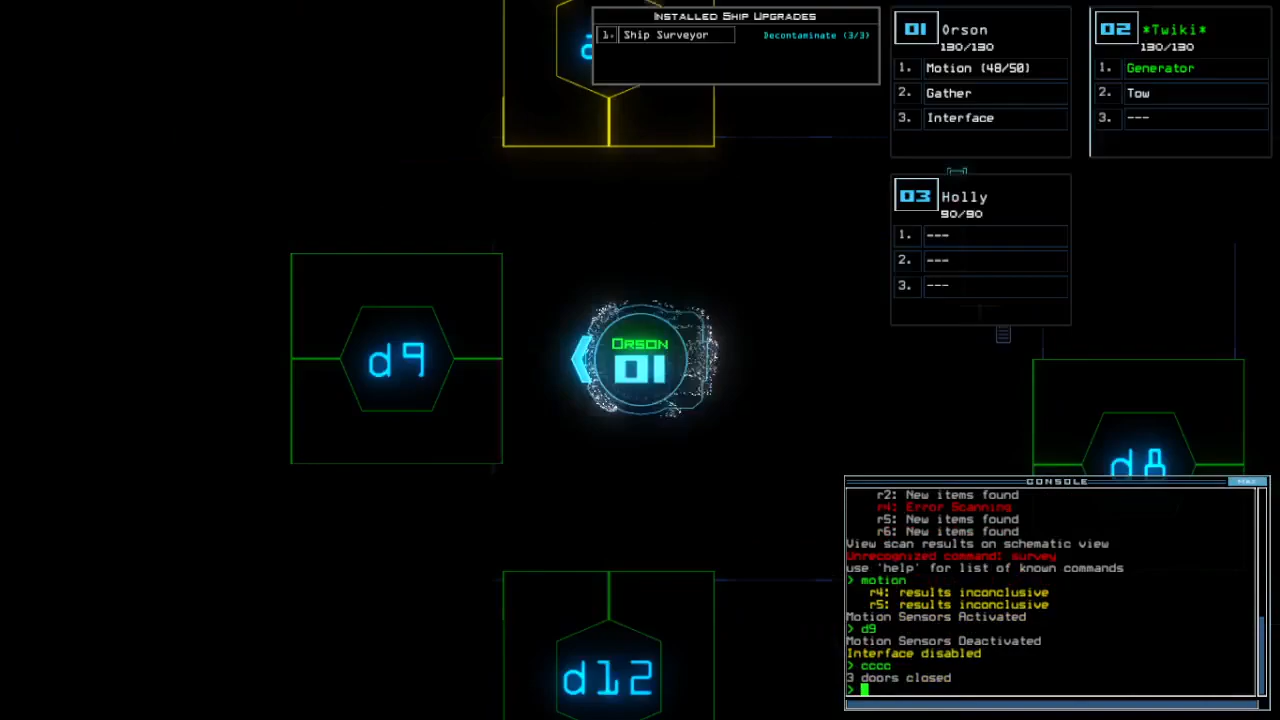 Installed Ship Upgrades
1. Ship Surveyor Decontaminate (3/3)
01 Orson
130/130
1. Motion (48/50)
2. Gather
3. Interface
02 *Twiki*
130/130
1. Generator
2. Tow
3. ---
03 Holly
90/90
1. ---
2. ---
3. ---
d9
Orson
01
d8
d12
Console
r2: New items found
r4: Error Scanning
r5: New items found
r6: New items found
View scan results on schematic view
Unrecognized command: survey
use 'help' for list of known commands
> motion
r4: results inconclusive
r5: results inconclusive
Motion Sensors Activated
> d9
Motion Sensors Deactivated
Interface disabled
> cccc
3 doors closed
>